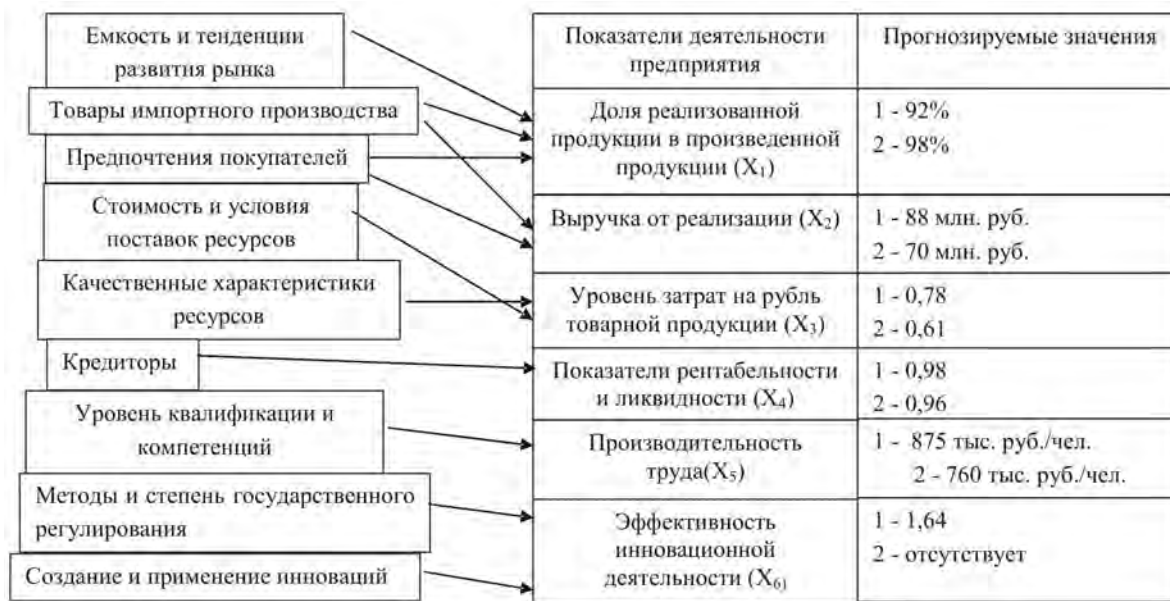 Емкость и тенденции
развития рынка
Товары импортного производства
Предпочтения покупателей
Стоимость и условия
поставок ресурсов
Качественные характеристики
ресурсов
Кредиторы
Уровень квалификации и
компетенций
Методы и степень государственного
регулирования
Создание и применение инноваций
Показатели деятельности
предприятия
Прогнозируемые значения
Доля реализованной
продукции в произведенной
продукции (X₁)
1 - 92%
2 - 98%
Выручка от реализации (X₂)
1 - 88 млн. руб.
2 - 70 млн. руб.
Уровень затрат на рубль
товарной продукции (X₃)
1 - 0,78
2 - 0,61
Показатели рентабельности
и ликвидности (X₄)
1 - 0,98
2 - 0,96
Производительность
труда(X₅)
1 - 875 тыс. руб./чел.
2 - 760 тыс. руб./чел.
Эффективность
инновационной
деятельности (X₆)
1 - 1,64
2 - отсутствует